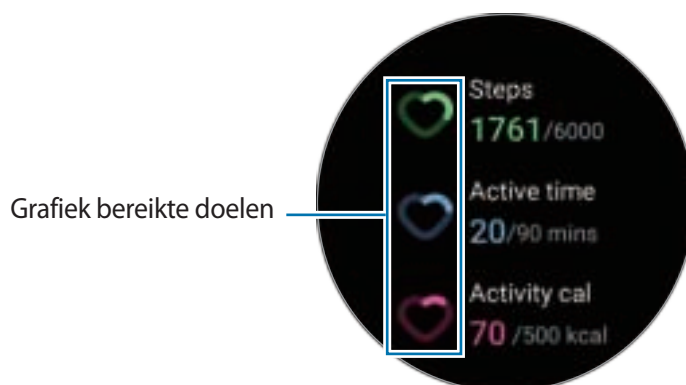 Grafiek bereikte doelen
Steps
1761/6000
Active time
20/90 mins
Activity cal
70 /500 kcal